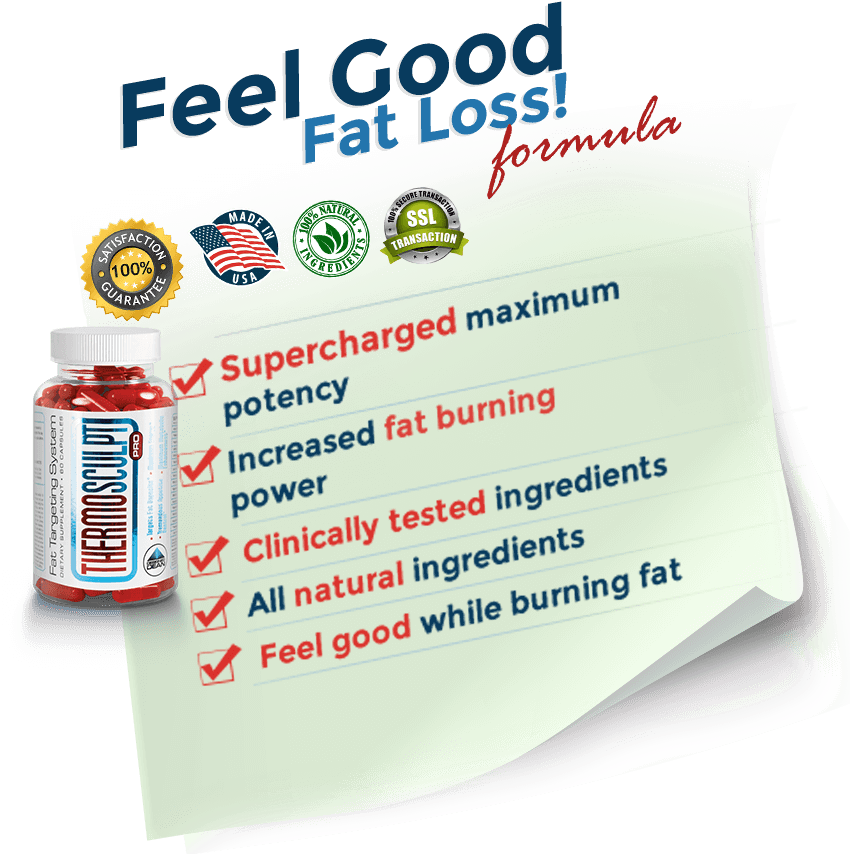 Feel Good
Fat Loss!
formula
SATISFACTION
100%
GUARANTEE
MADE IN
USA
100% NATURAL
INGREDIENTS
100% SECURE TRANSACTION
SSL
TRANSACTION
Supercharged maximum
potency
Increased fat burning
power
Clinically tested ingredients
All natural ingredients
Feel good while burning fat
Fat Targeting System
DIETARY SUPPLEMENT • 60 CAPSULES
THERMOSCULPT
PRO